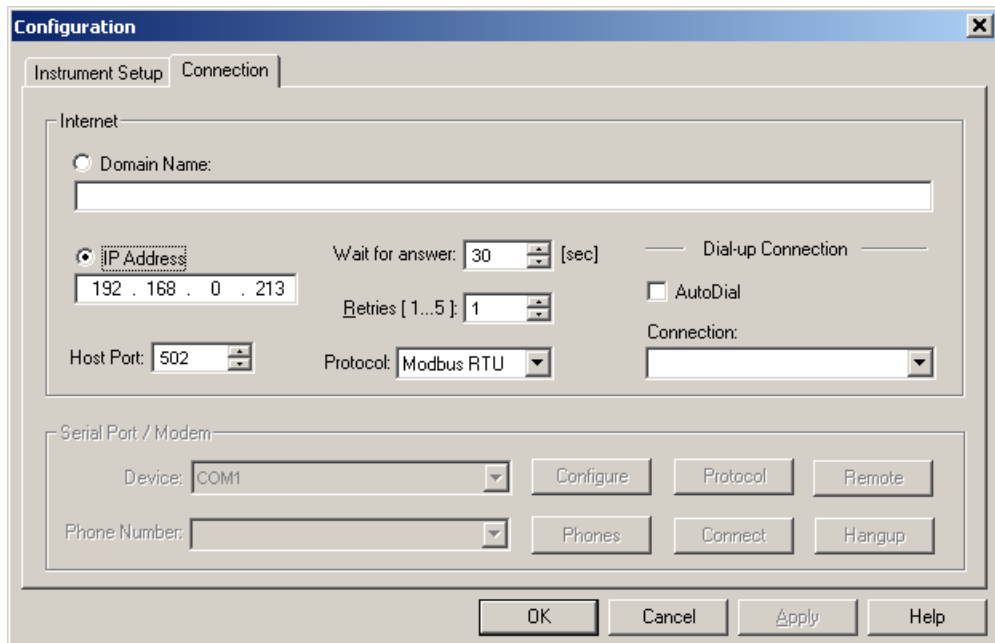 Configuration
Instrument Setup Connection
Internet
Domain Name:
IP Address Wait for answer: 30 [sec] Dial-up Connection
192 . 168 . 0 . 213 Retries [ 1...5 ]: 1 AutoDial
Connection:
Host Port: 502 Protocol: Modbus RTU
Serial Port / Modem
Device: COM1 Configure Protocol Remote
Phone Number: Phones Connect Hangup
OK Cancel Apply Help